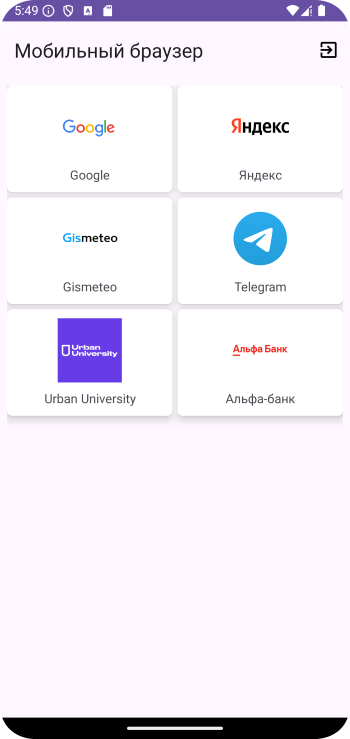 5:49
Мобильный браузер
Google
Яндекс
Google
Яндекс
Gismeteo
Gismeteo
Telegram
Urban University
Альфа Банк
Urban University
Альфа-банк